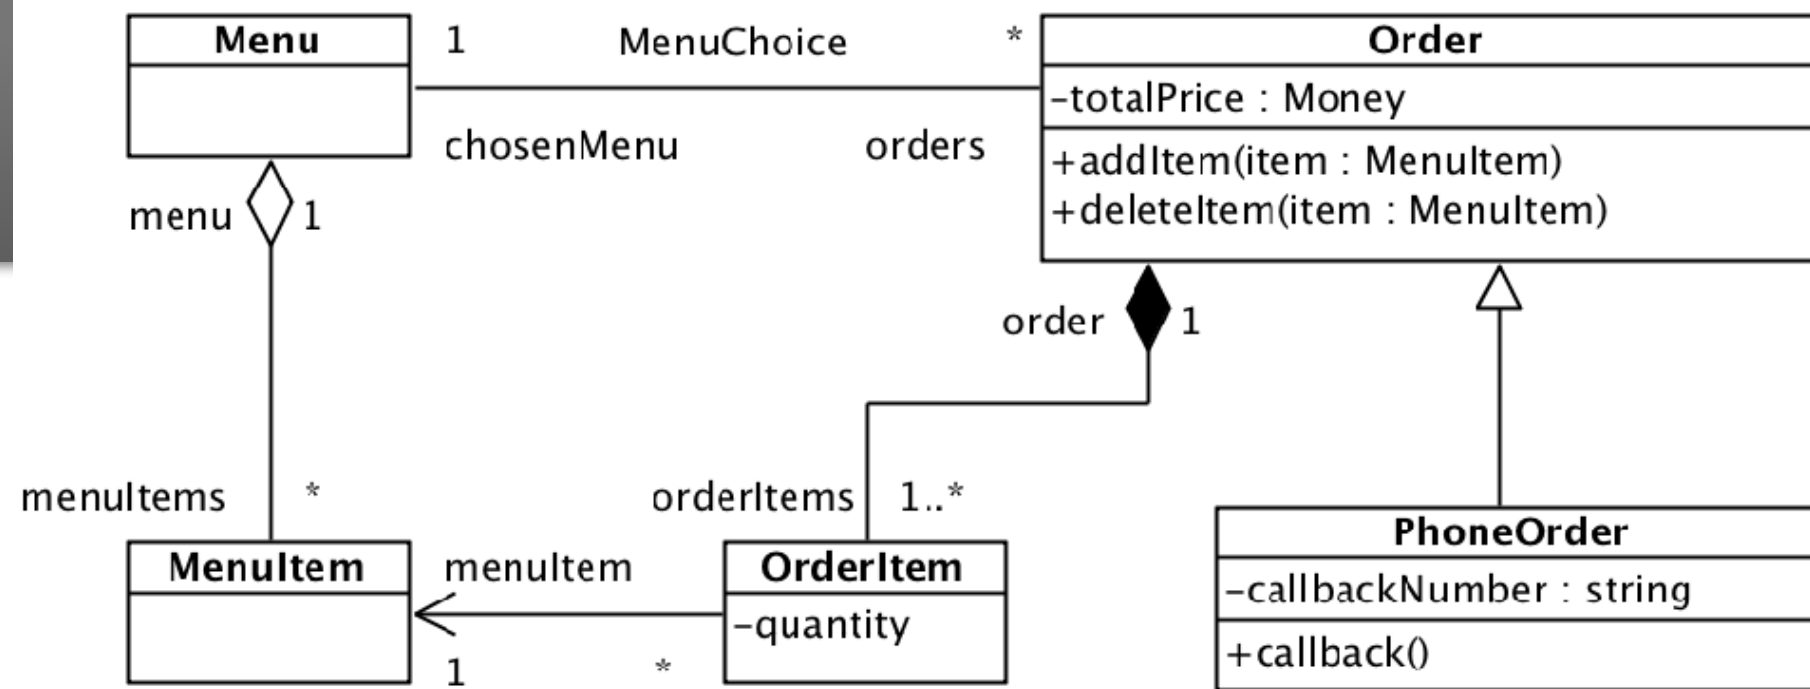 Menu
1 MenuChoice *
Order
-totalPrice : Money
chosenMenu orders
+addItem(item : MenuItem)
+deleteItem(item : MenuItem)
menu 1
order 1
menuItems *
orderItems 1..*
MenuItem
menuItem
OrderItem
-quantity
1 *
PhoneOrder
-callbackNumber : string
+callback()